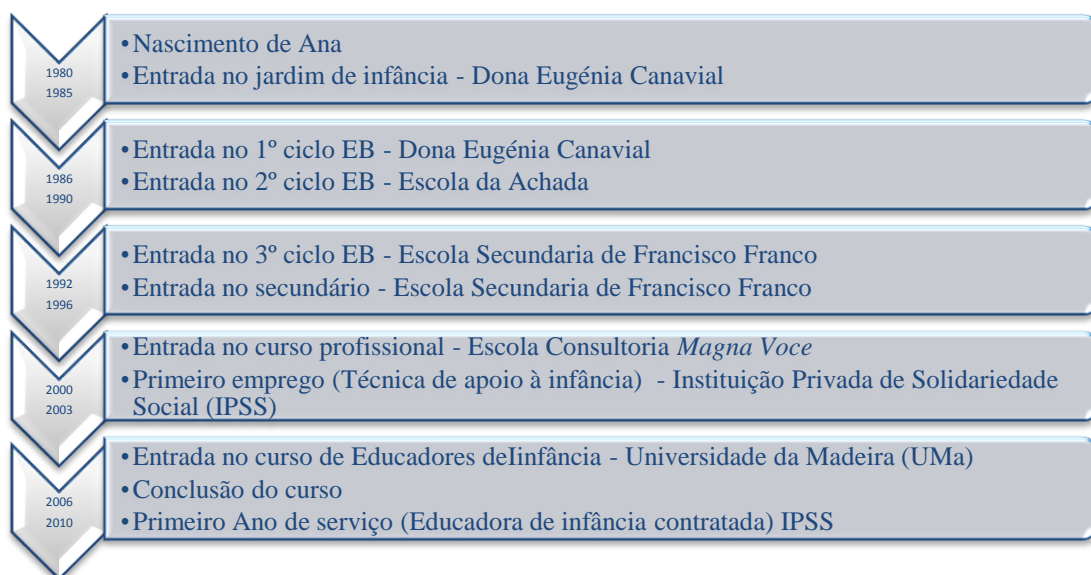 1980
1985
•Nascimento de Ana
•Entrada no jardim de infância - Dona Eugénia Canavial
1986
1990
•Entrada no 1º ciclo EB - Dona Eugénia Canavial
•Entrada no 2º ciclo EB - Escola da Achada
1992
1996
•Entrada no 3º ciclo EB - Escola Secundaria de Francisco Franco
•Entrada no secundário - Escola Secundaria de Francisco Franco
2000
2003
•Entrada no curso profissional - Escola Consultoria Magna Voce
•Primeiro emprego (Técnica de apoio à infância) - Instituição Privada de Solidariedade
Social (IPSS)
2006
2010
•Entrada no curso de Educadores deIinfância - Universidade da Madeira (UMa)
•Conclusão do curso
•Primeiro Ano de serviço (Educadora de infância contratada) IPSS